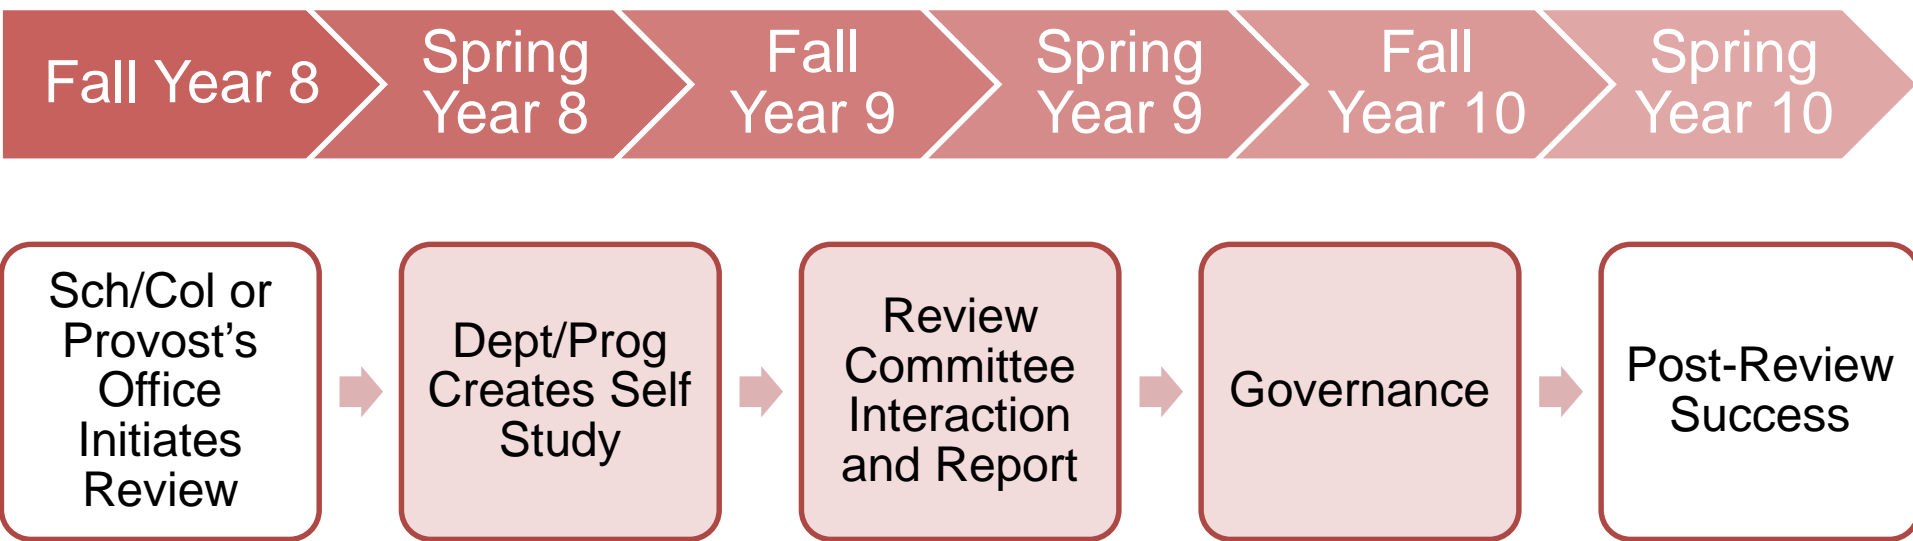 Fall Year 8
Spring
Year 8
Fall
Year 9
Spring
Year 9
Fall
Year 10
Spring
Year 10
Sch/Col or
Provost’s
Office
Initiates
Review
Dept/Prog
Creates Self
Study
Review
Committee
Interaction
and Report
Governance
Post-Review
Success